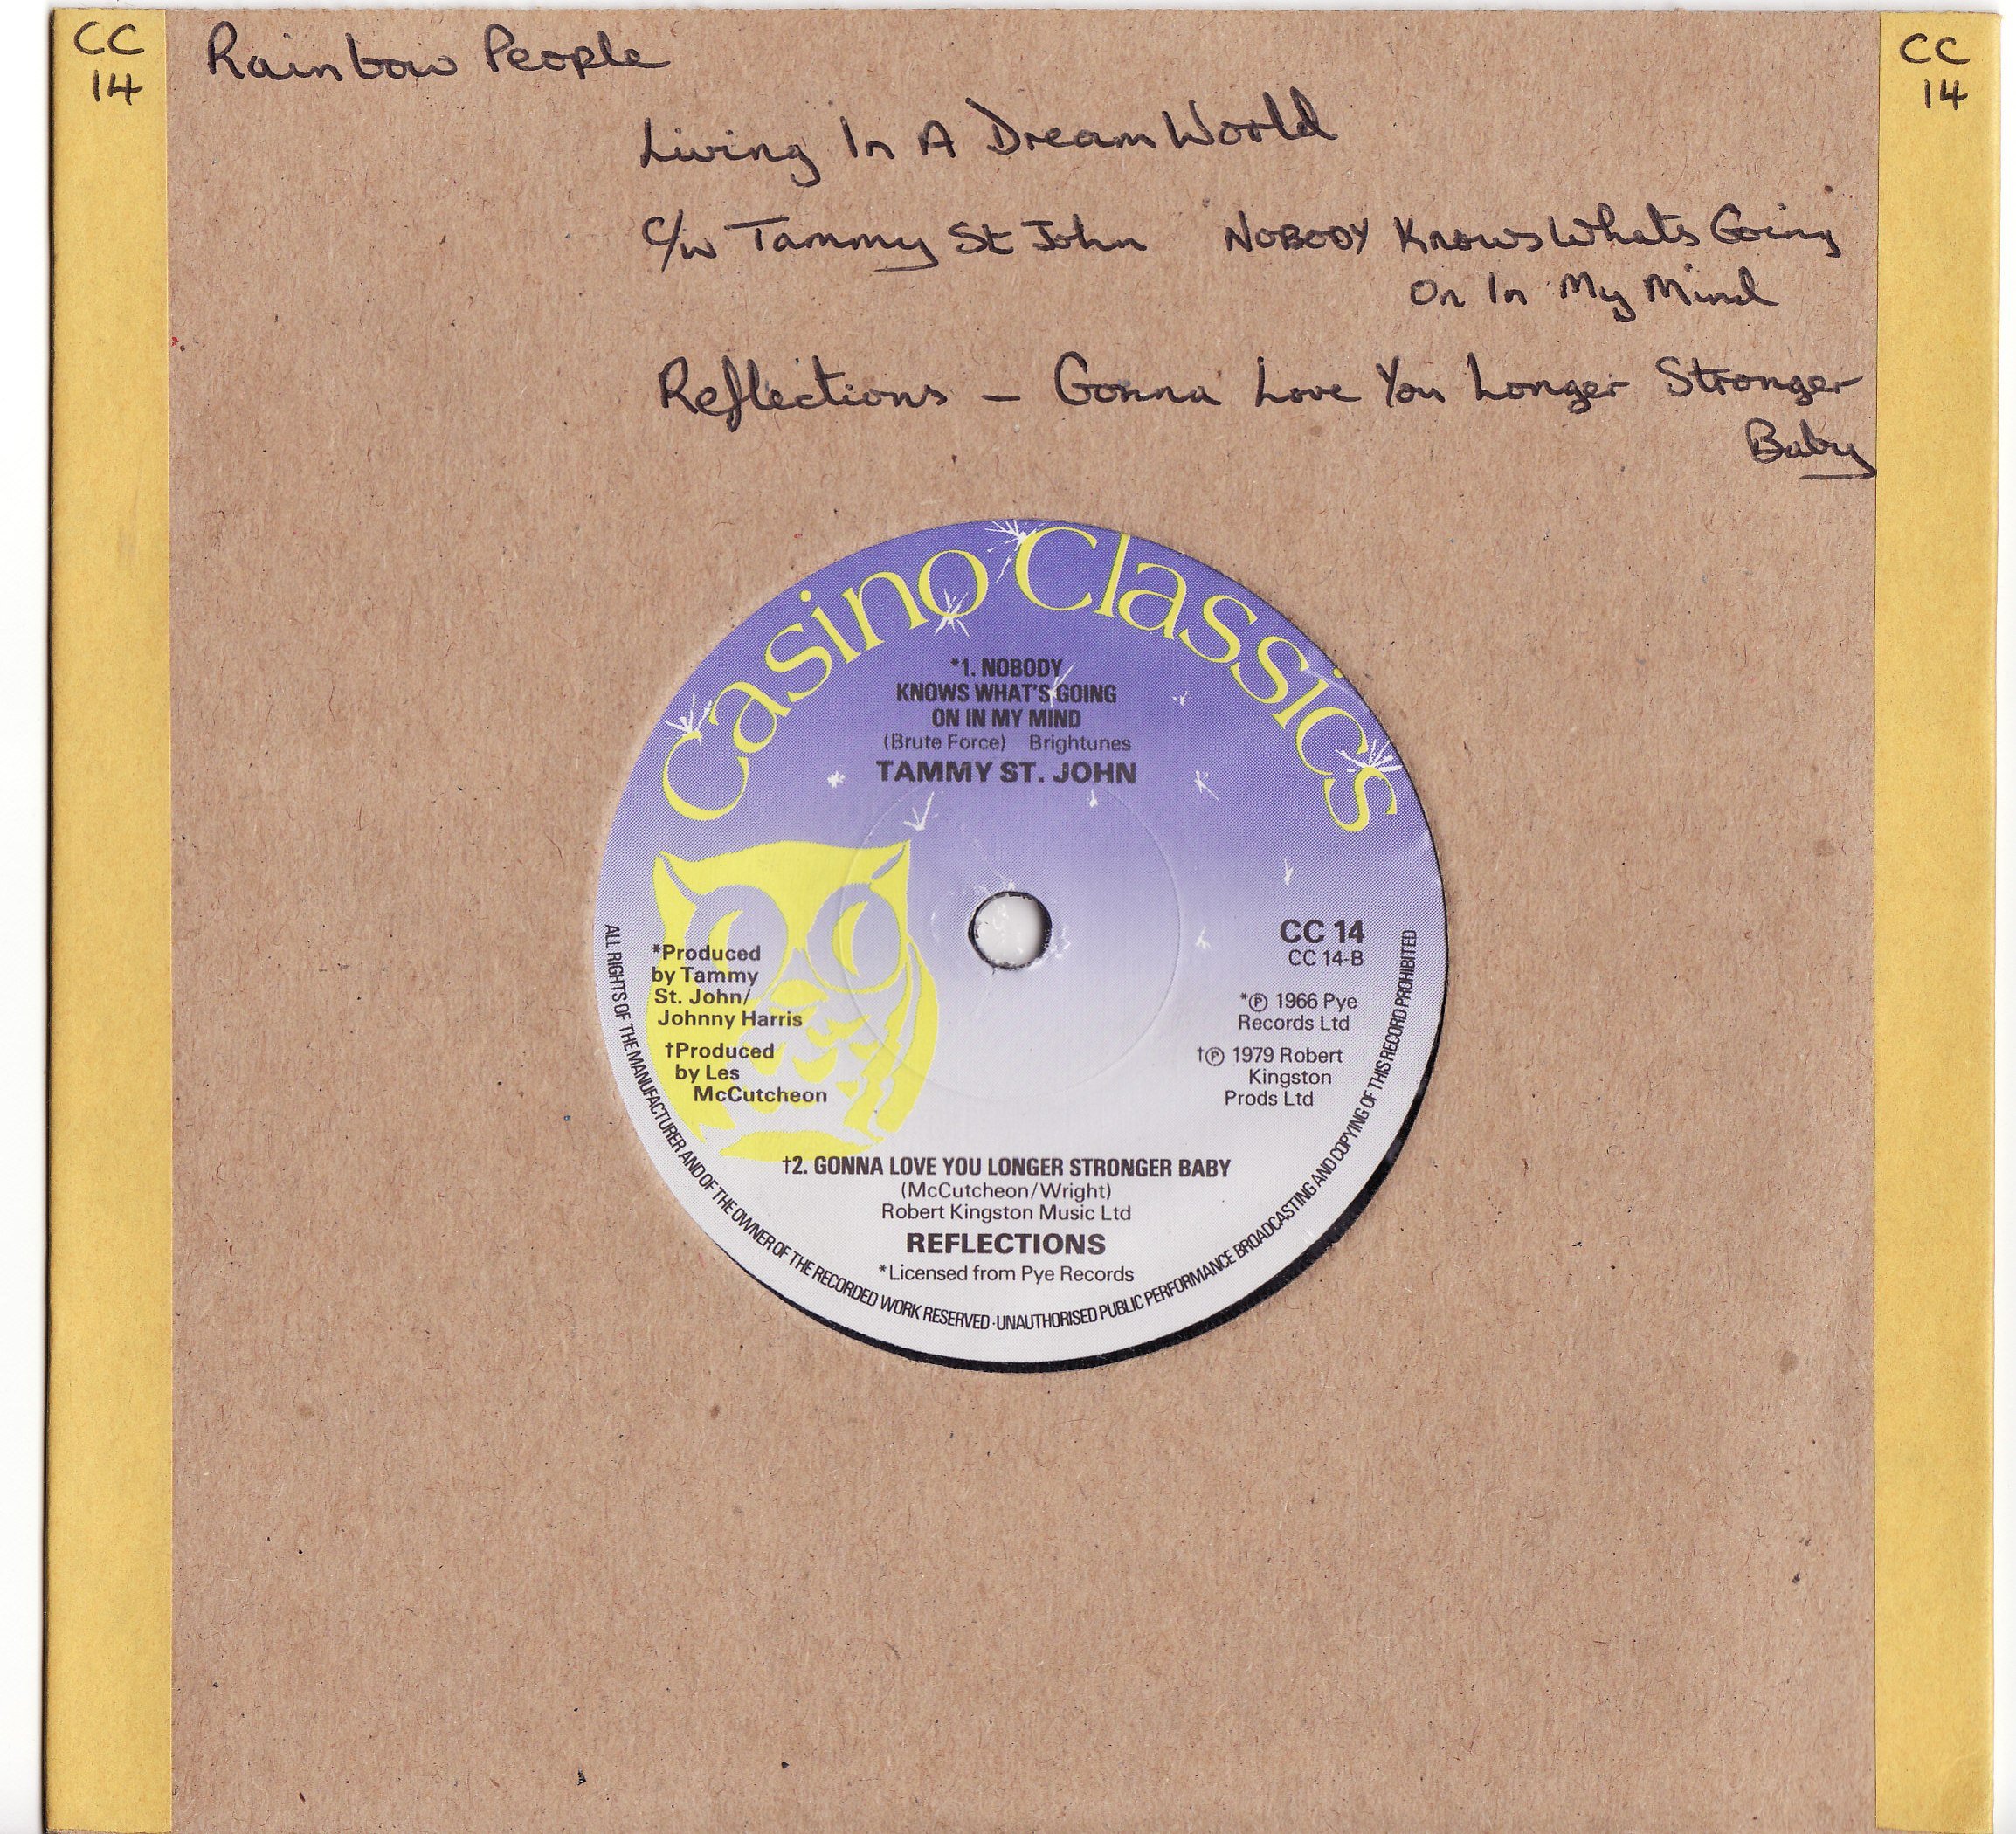 CC
14
Rainbow People
CC
14
Living In A Dream World
C/w Tammy St John NOBODY Knows Whats Going
On In My Mind
Reflections - Gonna Love You Longer Stronger
Baby
Casino Classics
*1. NOBODY
KNOWS WHAT'S GOING
ON IN MY MIND
(Brute Force) Brightunes
TAMMY ST. JOHN
*Produced
by Tammy
St. John/
Johnny Harris
†Produced
by Les
McCutcheon
CC 14
CC 14-B
*℗ 1966 Pye
Records Ltd
†℗ 1979 Robert
Kingston
Prods Ltd
†2. GONNA LOVE YOU LONGER STRONGER BABY
(McCutcheon/Wright)
Robert Kingston Music Ltd
REFLECTIONS
*Licensed from Pye Records
ALL RIGHTS OF THE MANUFACTURER AND OF THE OWNER OF THE RECORDED WORK RESERVED · UNAUTHORISED PUBLIC PERFORMANCE BROADCASTING AND COPYING OF THIS RECORD PROHIBITED